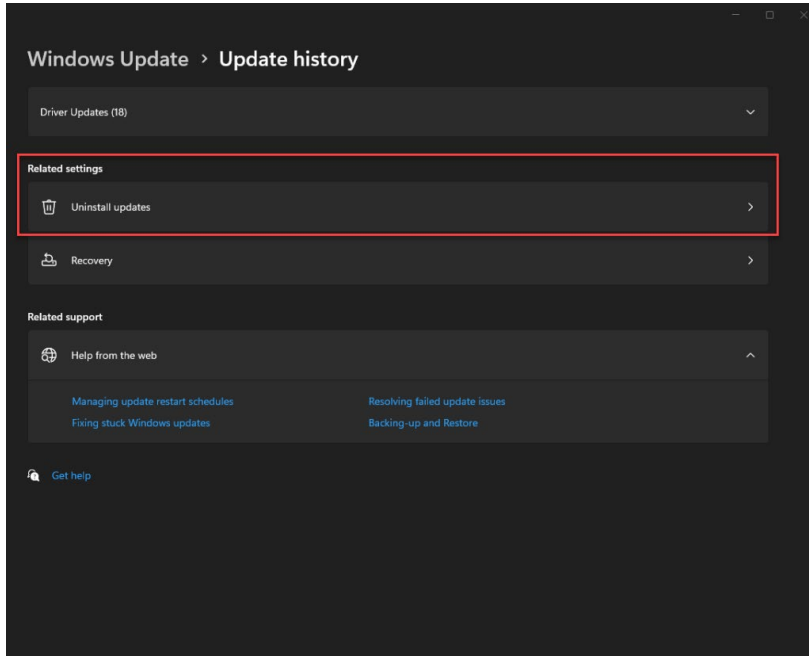 Windows Update > Update history
Driver Updates (18)
Related settings
Uninstall updates
Recovery
Related support
Help from the web
Managing update restart schedules
Resolving failed update issues
Fixing stuck Windows updates
Backing-up and Restore
Get help